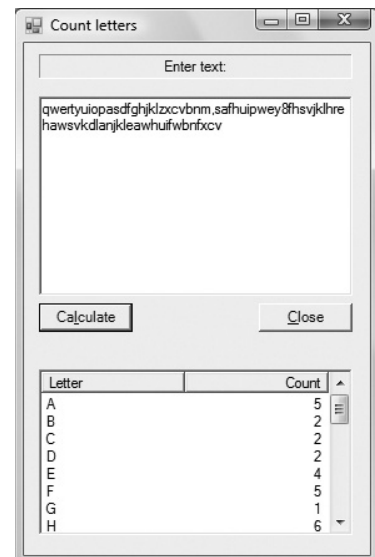 Count letters
Enter text:
qwertyuiopasdfghjklzxcvbnm,safhuipwey8fhsvjklhre
hawsvkdlanjkleawhuifwbnfxcv
Calculate Close
Letter Count
A 5
B 2
C 2
D 2
E 4
F 5
G 1
H 6